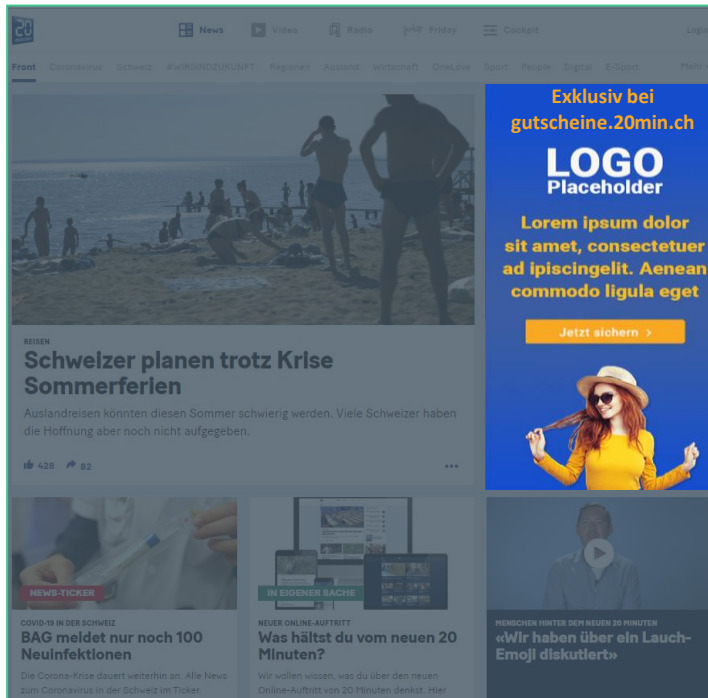 20
News
Video
Radio
Friday
Cockpit
Login
Front Coronavirus Schweiz #WIRSINDZUKUNFT Regionen Ausland Wirtschaft OneLove Sport People Digital E-Sport Mehr
Exklusiv bei
gutscheine.20min.ch
LOGO
Placeholder
Lorem ipsum dolor
sit amet, consectetuer
ad ipiscingelit. Aenean
commodo ligula eget
Jetzt sichern >
REISEN
Schweizer planen trotz Krise
Sommerferien
Auslandreisen könnten diesen Sommer schwierig werden. Viele Schweizer haben
die Hoffnung aber noch nicht aufgegeben.
428 82
NEWS-TICKER
COVID-19 IN DER SCHWEIZ
BAG meldet nur noch 100
Neuinfektionen
Die Corona-Krise dauert weiterhin an. Alle News
zum Coronavirus in der Schweiz im Ticker
IN EIGENER SACHE
NEUER ONLINE-AUFTRITT
Was hältst du vom neuen 20
Minuten?
Wir wollen wissen, was du über den neuen
Online-Auftritt von 20 Minuten denkst. Hier
MENSCHEN HINTER DEM NEUEN 20 MINUTEN
«Wir haben über ein Lauch-
Emoji diskutiert»